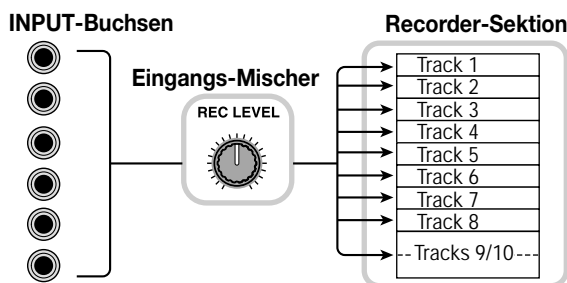 INPUT-Buchsen
Eingangs-Mischer
REC LEVEL
Recorder-Sektion
Track 1
Track 2
Track 3
Track 4
Track 5
Track 6
Track 7
Track 8
Tracks 9/10